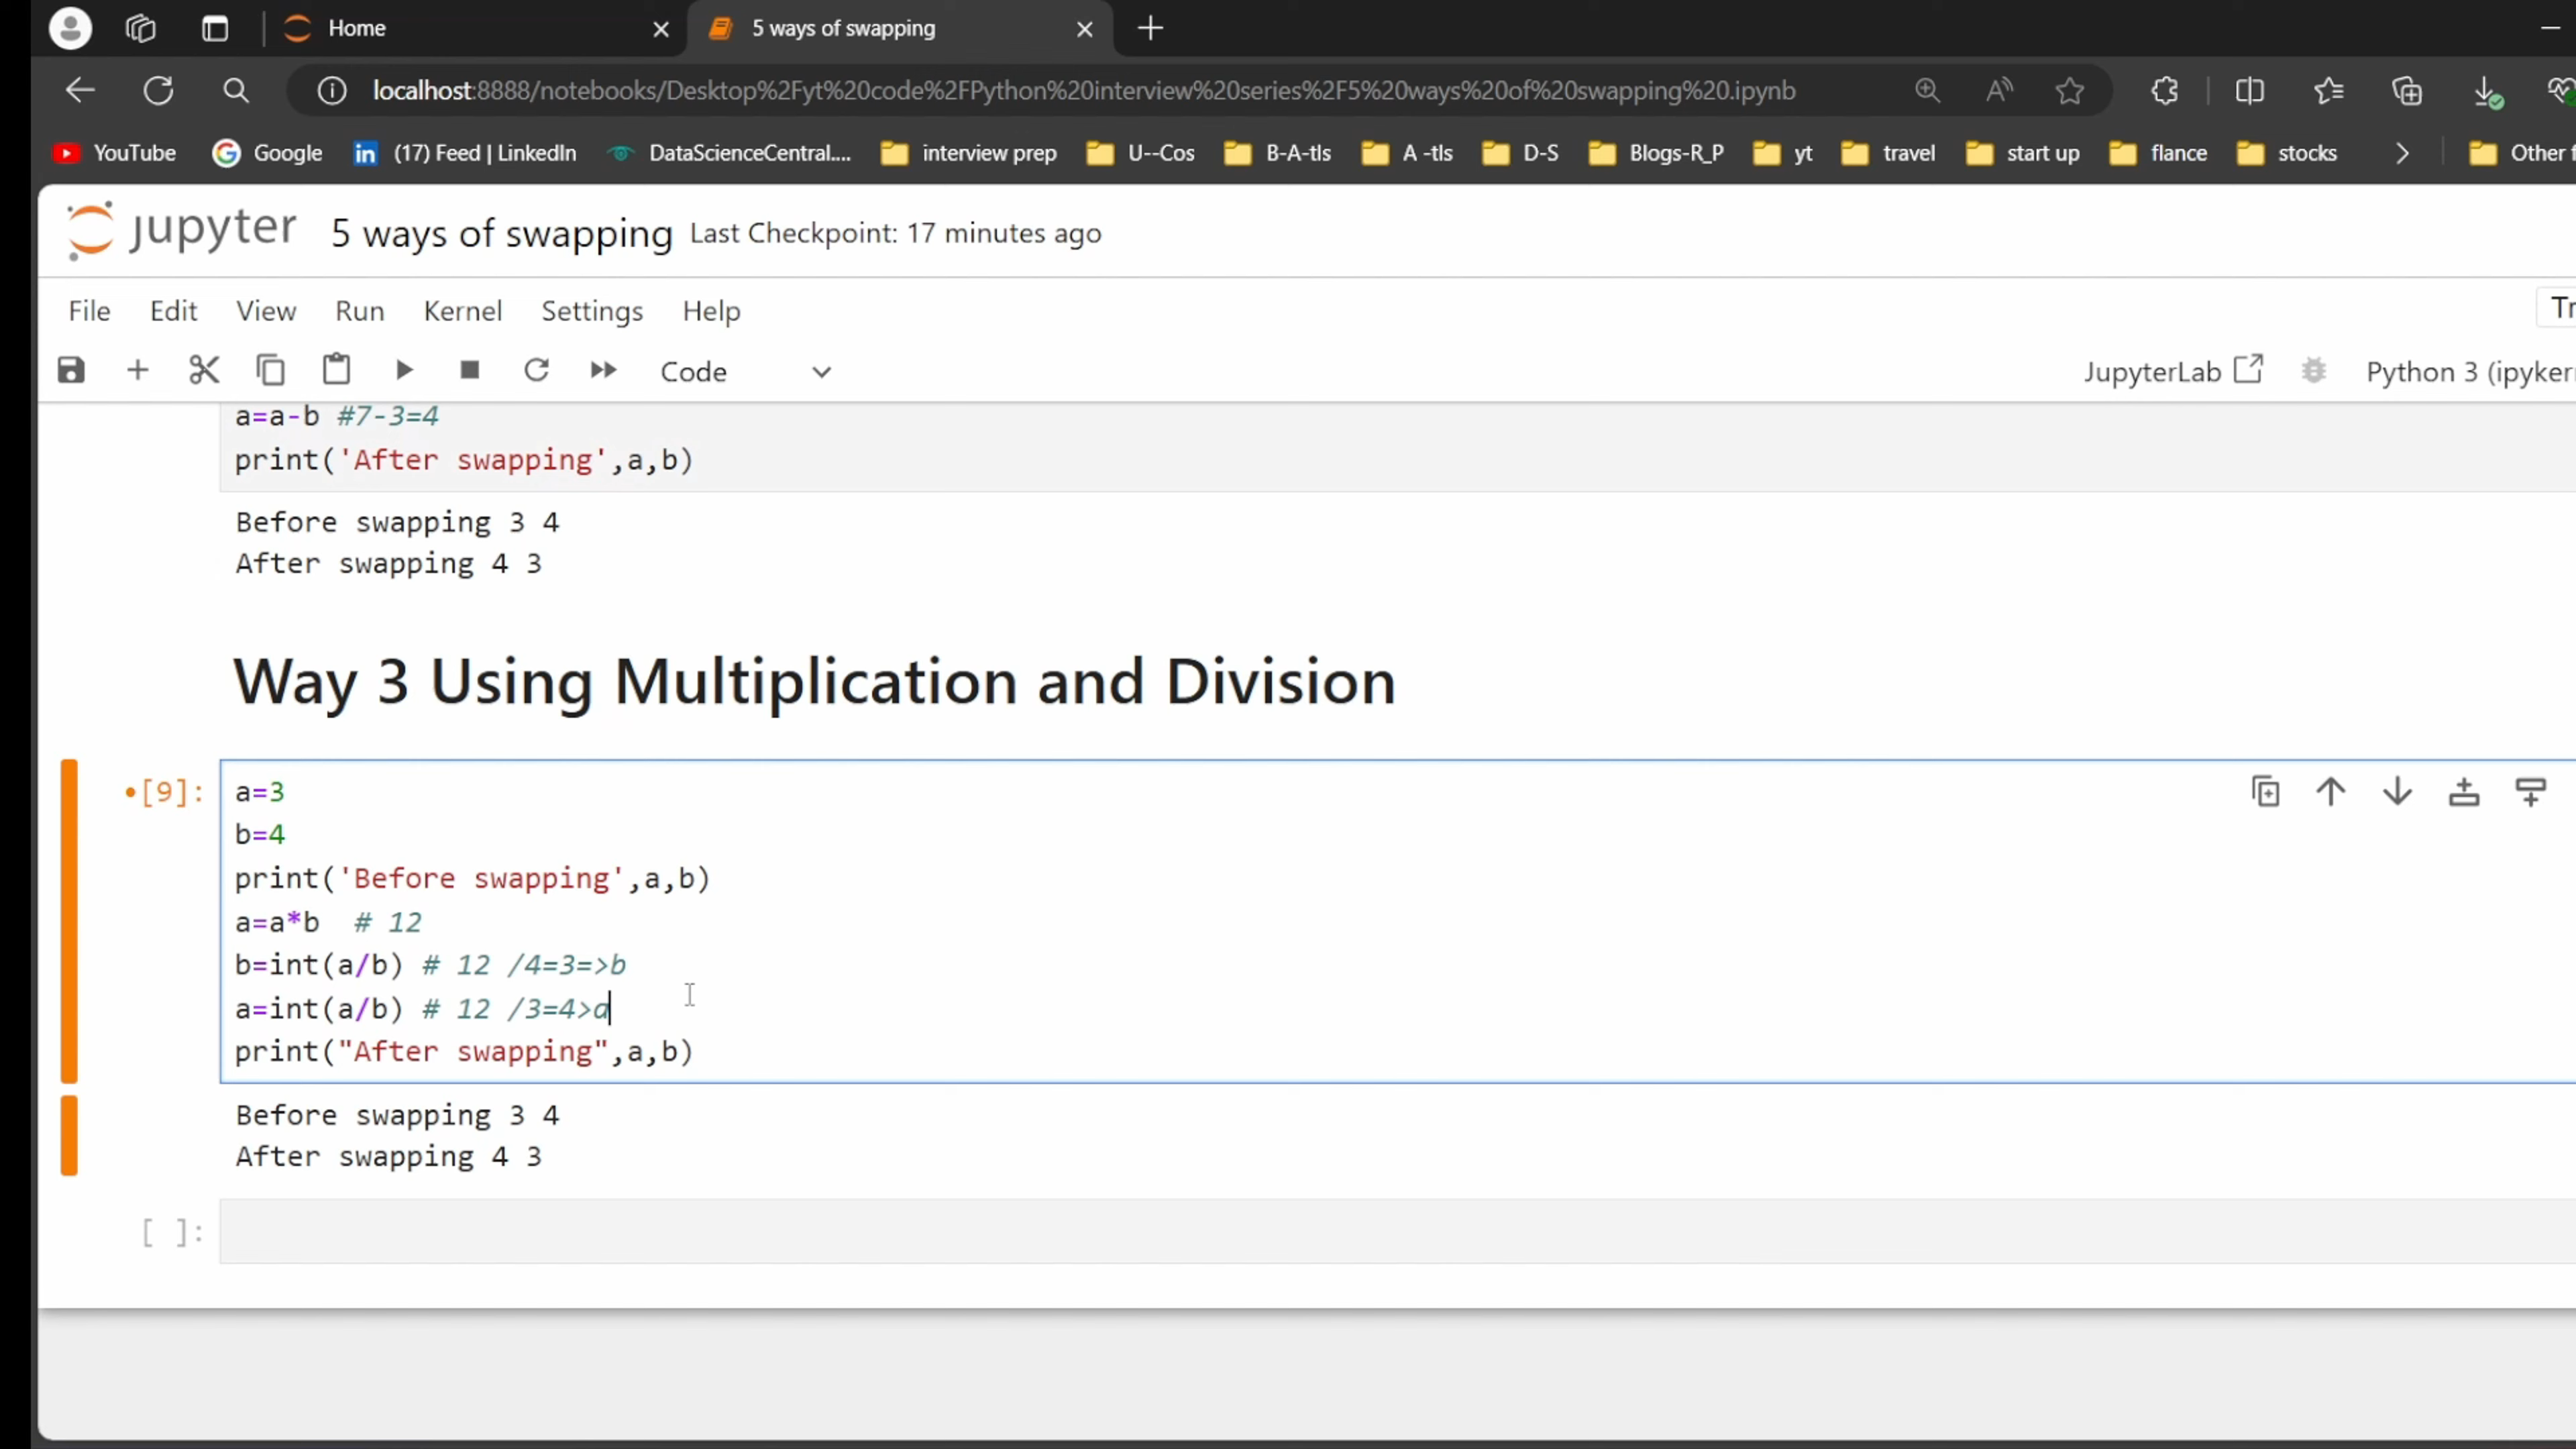 Home
5 ways of swapping
localhost:8888/notebooks/Desktop%2Fyt%20code%2FPython%20interview%20series%2F5%20ways%20of%20swapping%20.ipynb
YouTube Google (17) Feed | LinkedIn DataScienceCentral.... interview prep U--Cos B-A-tls A -tls D-S Blogs-R_P yt travel start up flance stocks Other f
jupyter 5 ways of swapping Last Checkpoint: 17 minutes ago
File Edit View Run Kernel Settings Help
Code JupyterLab Python 3 (ipykern
a=a-b #7-3=4
print('After swapping',a,b)
Before swapping 3 4
After swapping 4 3
Way 3 Using Multiplication and Division
[9]: a=3
b=4
print('Before swapping',a,b)
a=a*b # 12
b=int(a/b) # 12 /4=3=>b
a=int(a/b) # 12 /3=4>a
print("After swapping",a,b)
Before swapping 3 4
After swapping 4 3
[ ]: